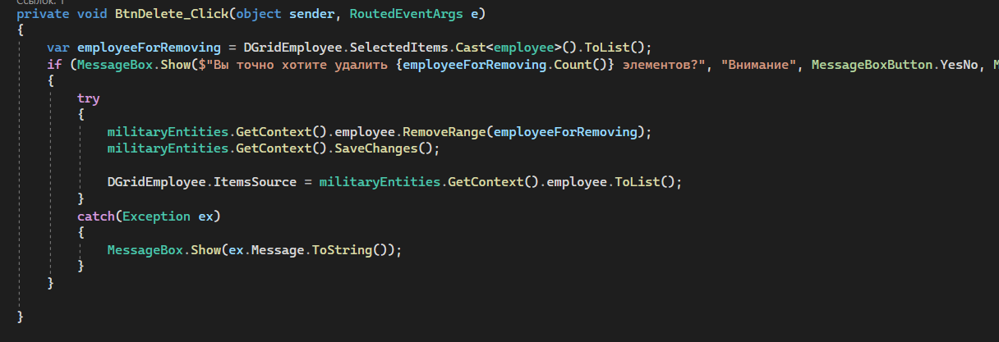 Ссылок: 1
private void BtnDelete_Click(object sender, RoutedEventArgs e)
{
var employeeForRemoving = DGridEmployee.SelectedItems.Cast<employee>().ToList();
if (MessageBox.Show($"Вы точно хотите удалить {employeeForRemoving.Count()} элементов?", "Внимание", MessageBoxButton.YesNo, M
{
try
{
militaryEntities.GetContext().employee.RemoveRange(employeeForRemoving);
militaryEntities.GetContext().SaveChanges();
DGridEmployee.ItemsSource = militaryEntities.GetContext().employee.ToList();
}
catch(Exception ex)
{
MessageBox.Show(ex.Message.ToString());
}
}
}